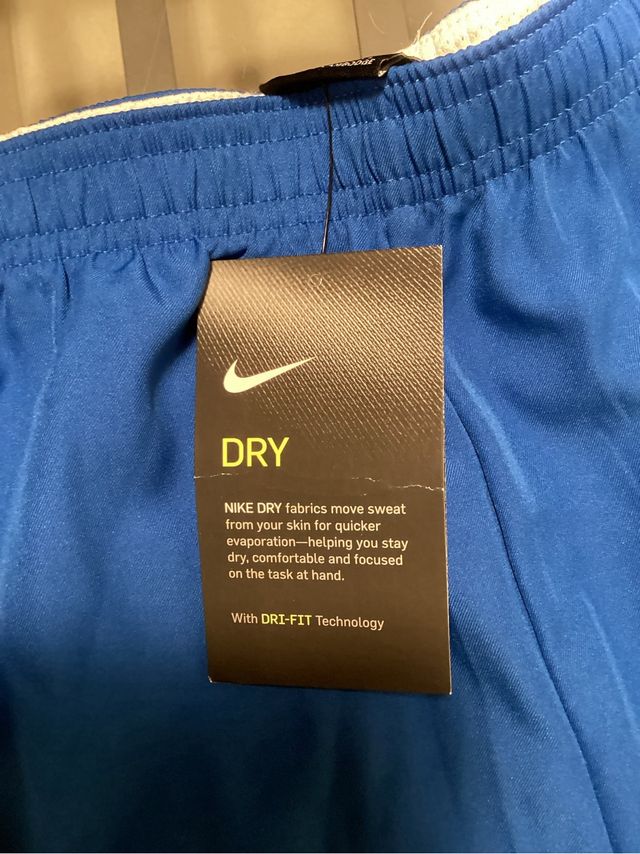 DRY
NIKE DRY fabrics move sweat
from your skin for quicker
evaporation—helping you stay
dry, comfortable and focused
on the task at hand.
With DRI-FIT Technology